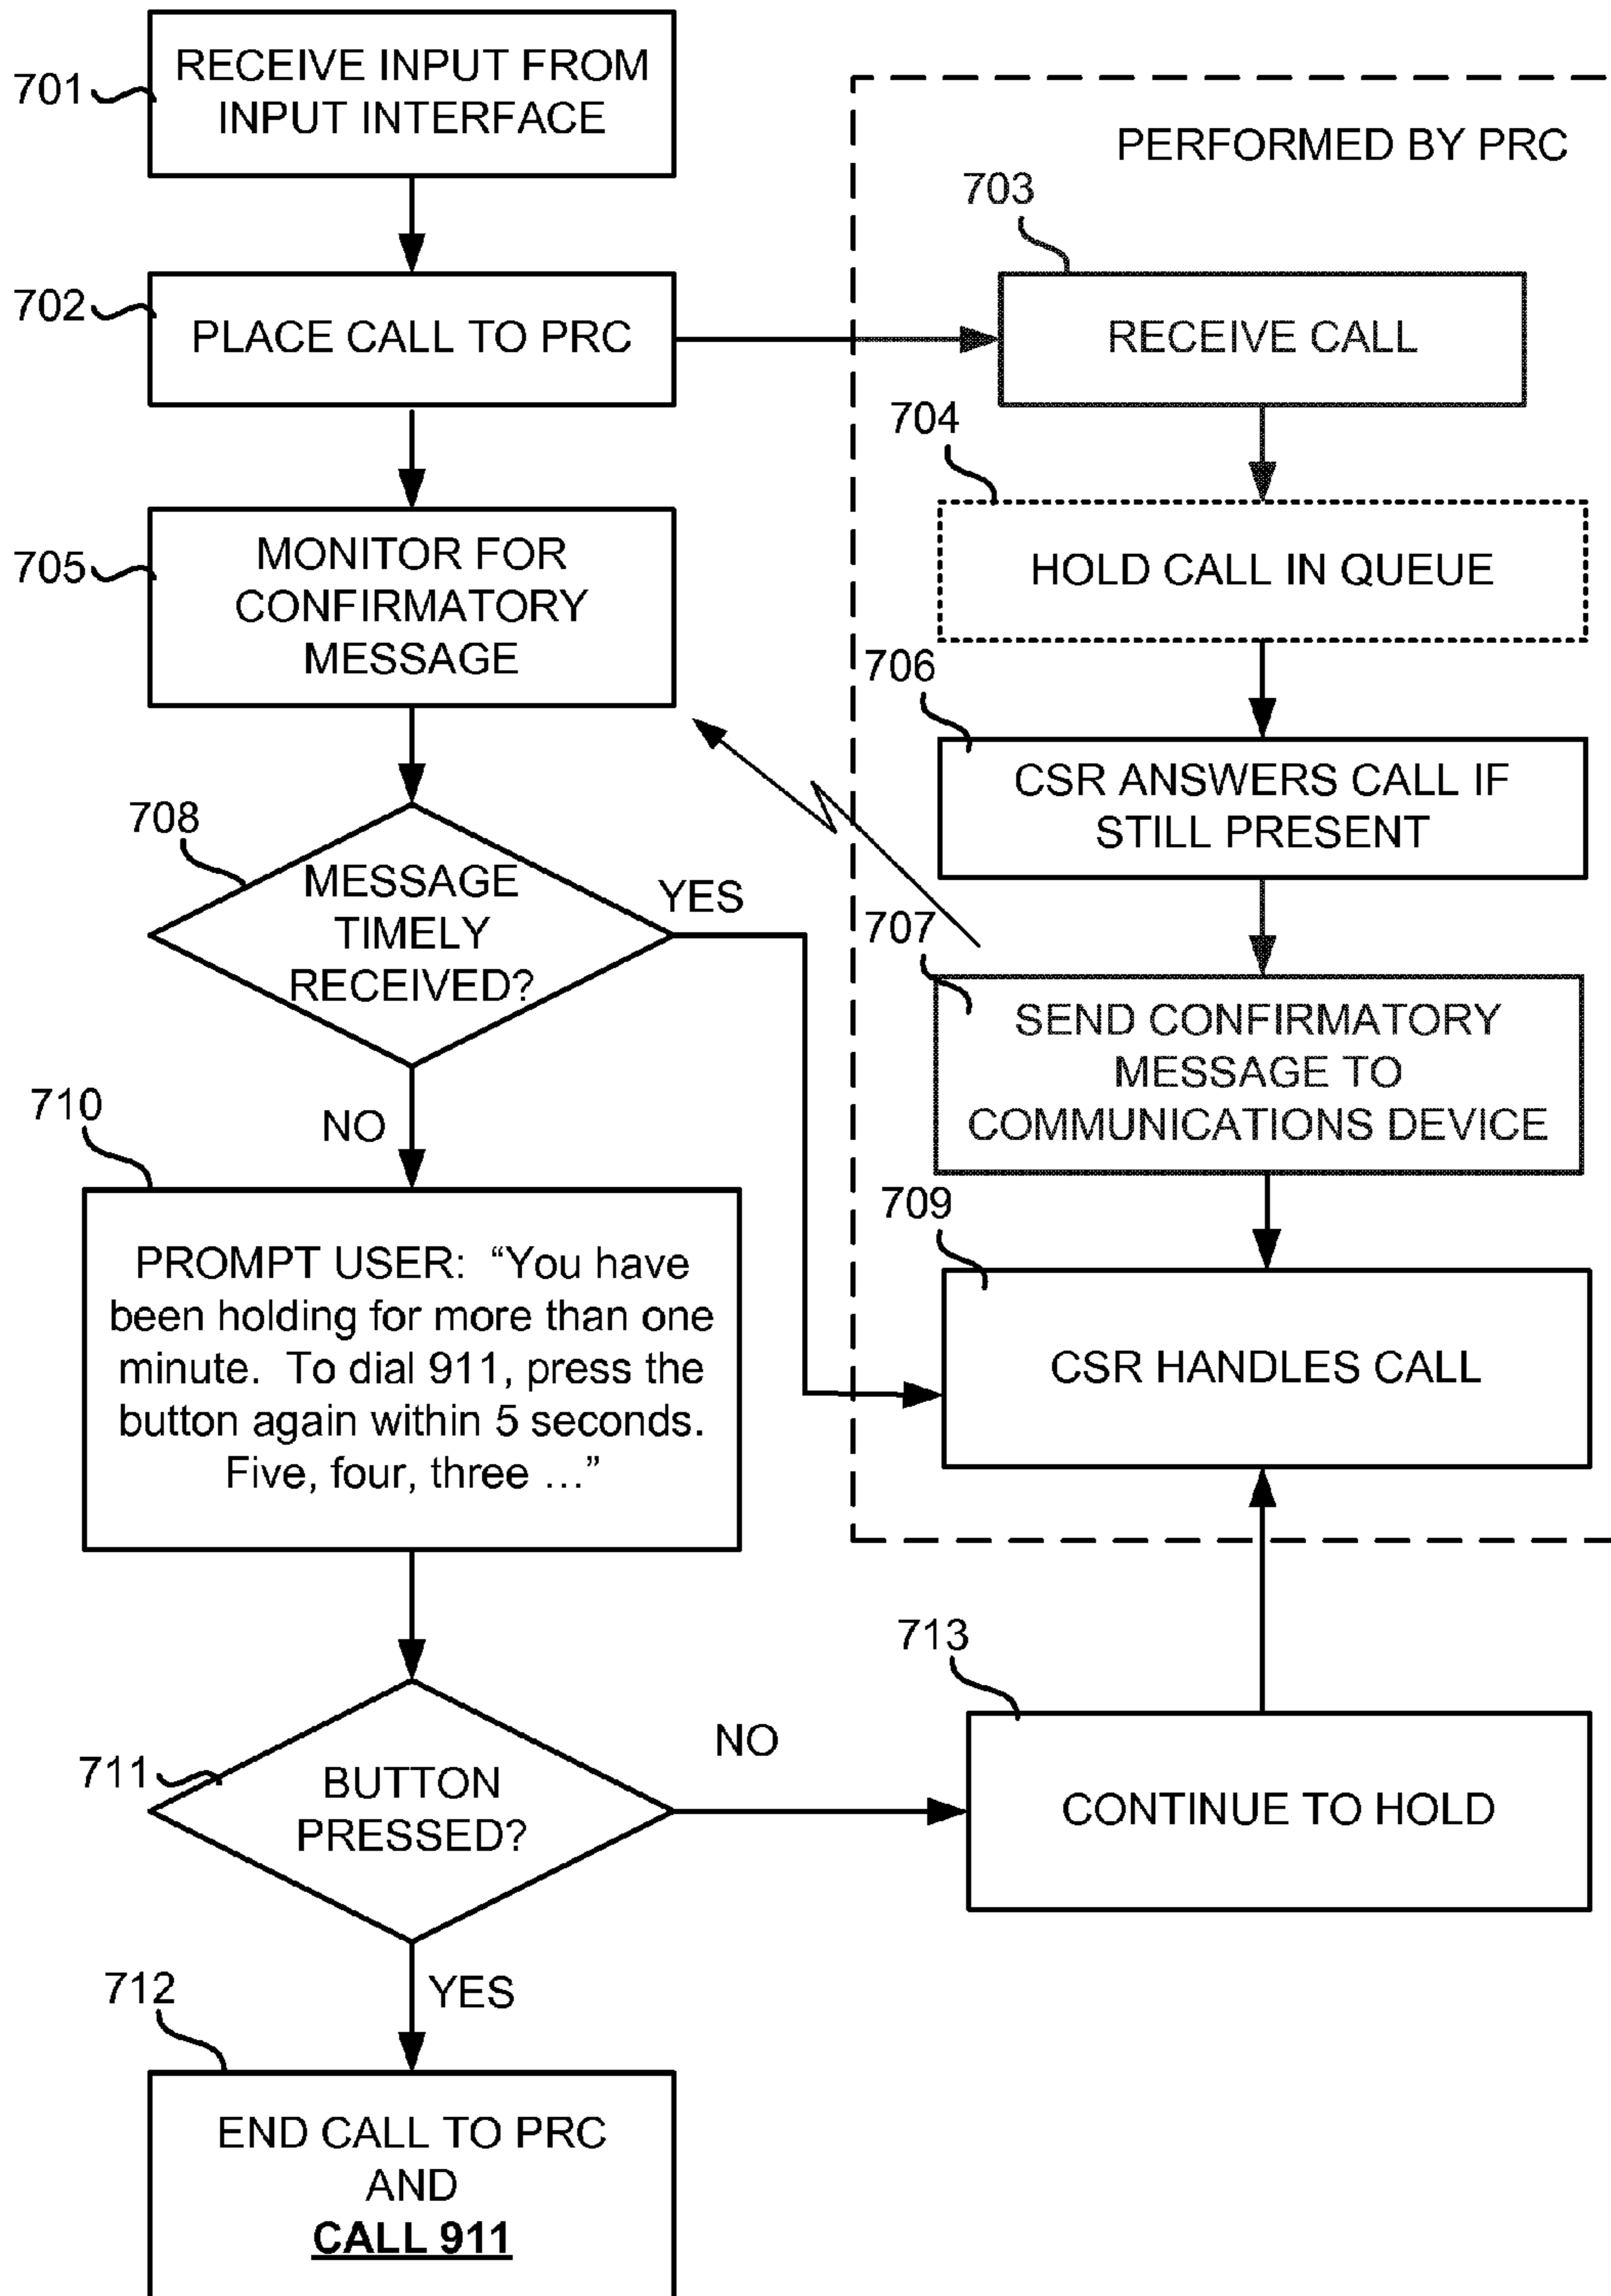 701
RECEIVE INPUT FROM
INPUT INTERFACE
PERFORMED BY PRC
702
PLACE CALL TO PRC
703
RECEIVE CALL
704
HOLD CALL IN QUEUE
705
MONITOR FOR
CONFIRMATORY
MESSAGE
706
CSR ANSWERS CALL IF
STILL PRESENT
708
MESSAGE
TIMELY
RECEIVED?
YES
NO
707
SEND CONFIRMATORY
MESSAGE TO
COMMUNICATIONS DEVICE
709
CSR HANDLES CALL
710
PROMPT USER: “You have
been holding for more than one
minute. To dial 911, press the
button again within 5 seconds.
Five, four, three ...”
711
BUTTON
PRESSED?
NO
713
CONTINUE TO HOLD
YES
712
END CALL TO PRC
AND
CALL 911